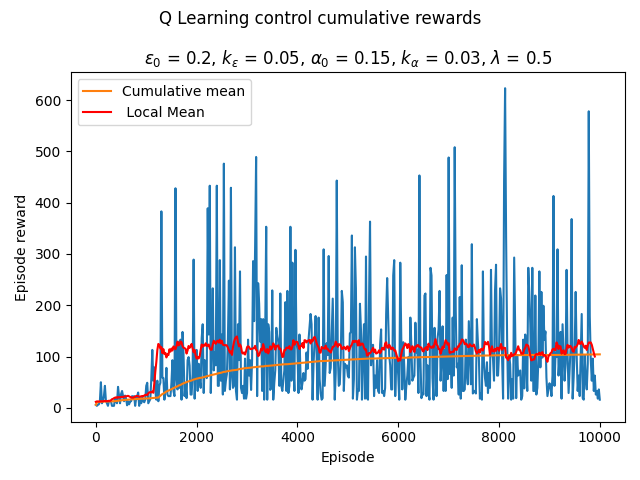 Q Learning control cumulative rewards
ε₀ = 0.2, kε = 0.05, α₀ = 0.15, kα = 0.03, λ = 0.5
Cumulative mean
Local Mean
Episode reward
600
500
400
300
200
100
0
0 2000 4000 6000 8000 10000
Episode